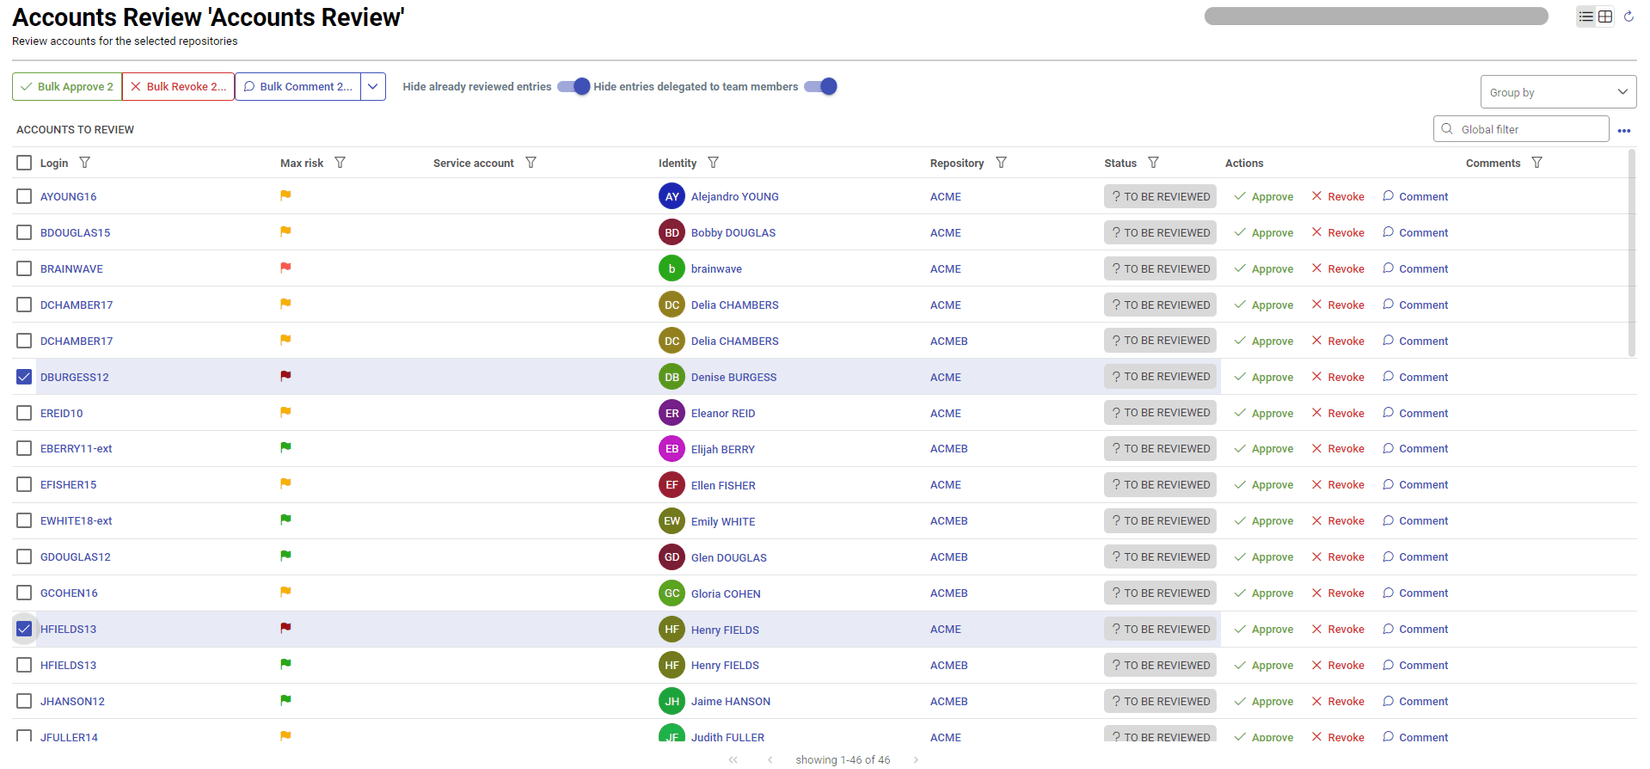 Accounts Review 'Accounts Review'
Review accounts for the selected repositories
Bulk Approve 2 Bulk Revoke 2... Bulk Comment 2... Hide already reviewed entries Hide entries delegated to team members Group by
ACCOUNTS TO REVIEW Global filter
Login Max risk Service account Identity Repository Status Actions Comments
AYOUNG16 AY Alejandro YOUNG ACME ? TO BE REVIEWED Approve Revoke Comment
BDOUGLAS15 BD Bobby DOUGLAS ACME ? TO BE REVIEWED Approve Revoke Comment
BRAINWAVE b brainwave ACME ? TO BE REVIEWED Approve Revoke Comment
DCHAMBER17 DC Delia CHAMBERS ACME ? TO BE REVIEWED Approve Revoke Comment
DCHAMBER17 DC Delia CHAMBERS ACMEB ? TO BE REVIEWED Approve Revoke Comment
DBURGESS12 DB Denise BURGESS ACME ? TO BE REVIEWED Approve Revoke Comment
EREID10 ER Eleanor REID ACME ? TO BE REVIEWED Approve Revoke Comment
EBERRY11-ext EB Elijah BERRY ACMEB ? TO BE REVIEWED Approve Revoke Comment
EFISHER15 EF Ellen FISHER ACME ? TO BE REVIEWED Approve Revoke Comment
EWHITE18-ext EW Emily WHITE ACMEB ? TO BE REVIEWED Approve Revoke Comment
GDOUGLAS12 GD Glen DOUGLAS ACMEB ? TO BE REVIEWED Approve Revoke Comment
GCOHEN16 GC Gloria COHEN ACMEB ? TO BE REVIEWED Approve Revoke Comment
HFIELDS13 HF Henry FIELDS ACME ? TO BE REVIEWED Approve Revoke Comment
HFIELDS13 HF Henry FIELDS ACMEB ? TO BE REVIEWED Approve Revoke Comment
JHANSON12 JH Jaime HANSON ACMEB ? TO BE REVIEWED Approve Revoke Comment
JFULLER14 JF Judith FULLER ACME ? TO BE REVIEWED Approve Revoke Comment
showing 1-46 of 46